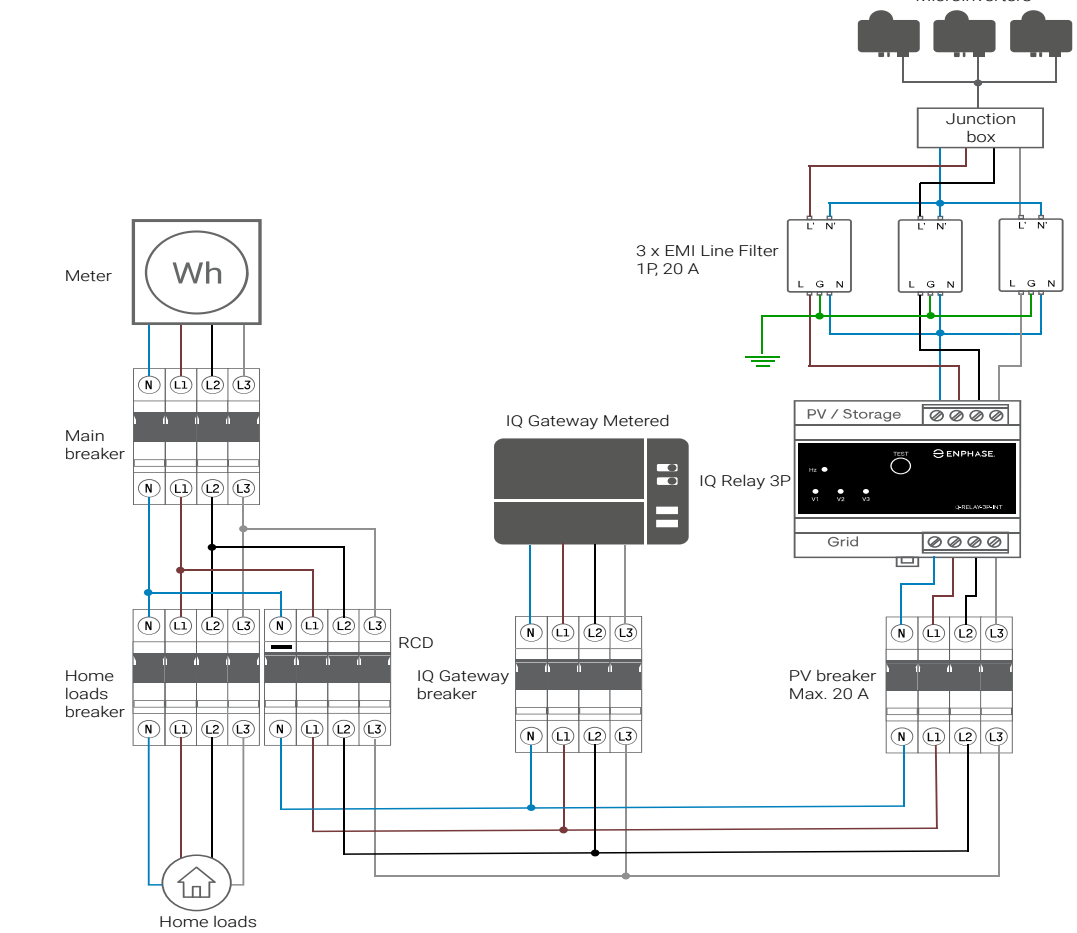 Microinverters
Junction
box
L' N'
L' N'
L' N'
3 x EMI Line Filter
1P, 20 A
L G N
L G N
L G N
Meter
Wh
N L1 L2 L3
Main
breaker
N L1 L2 L3
IQ Gateway Metered
IQ Relay 3P
PV / Storage
TEST
ENPHASE.
Hz
V1 V2 V3
Q-RELAY-3P-INT
Grid
N L1 L2 L3
N L1 L2 L3
RCD
Home
loads
breaker
N L1 L2 L3
N L1 L2 L3
N L1 L2 L3
IQ Gateway
breaker
N L1 L2 L3
N L1 L2 L3
PV breaker
Max. 20 A
N L1 L2 L3
Home loads